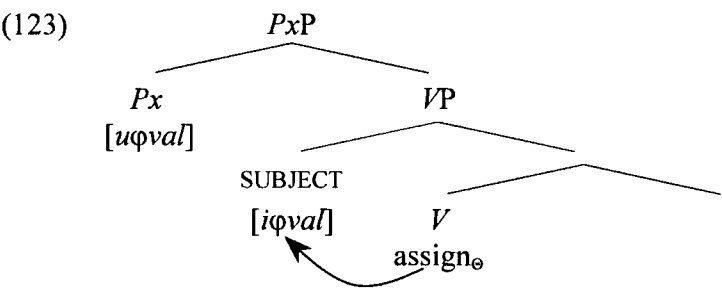 (123) PxP
Px VP
[uφval]
SUBJECT
[iφval] V
assignΘ